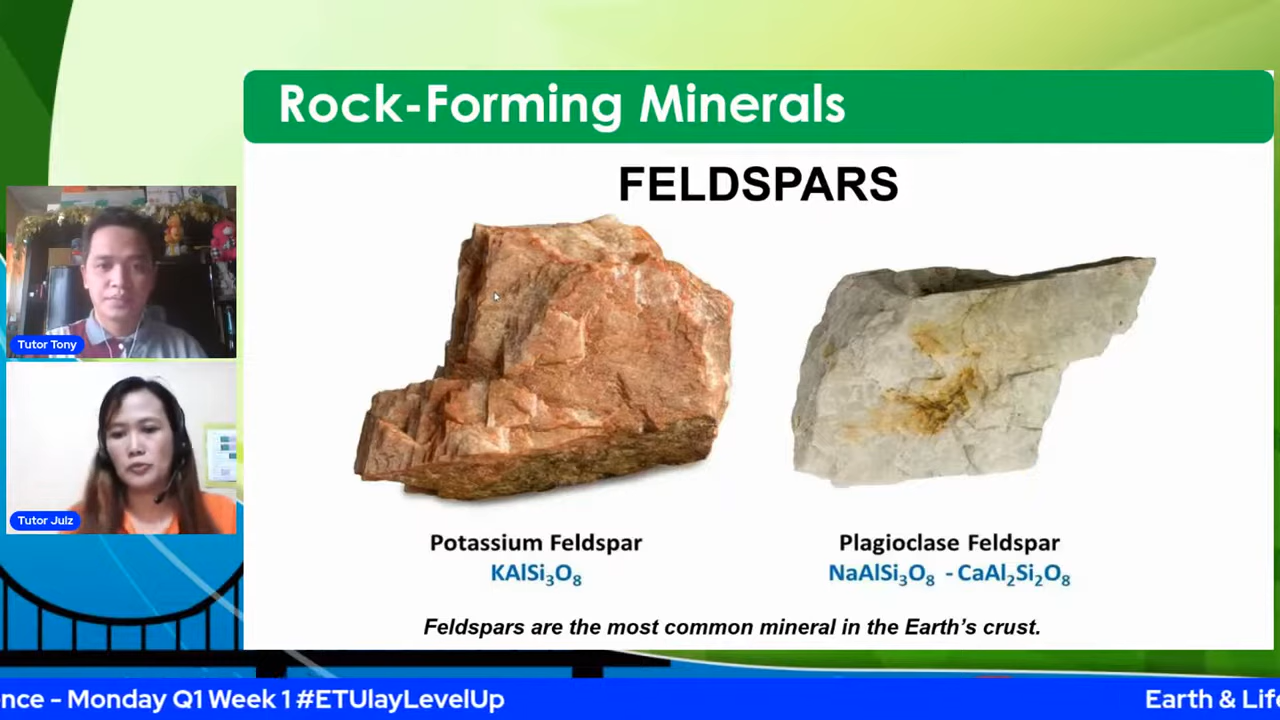 Rock-Forming Minerals
FELDSPARS
Tutor Tony
Tutor Julz
Potassium Feldspar
KAlSi₃O₈
Plagioclase Feldspar
NaAlSi₃O₈ - CaAl₂Si₂O₈
Feldspars are the most common mineral in the Earth's crust.
nce - Monday Q1 Week 1 #ETUlayLevelUp
Earth & Life